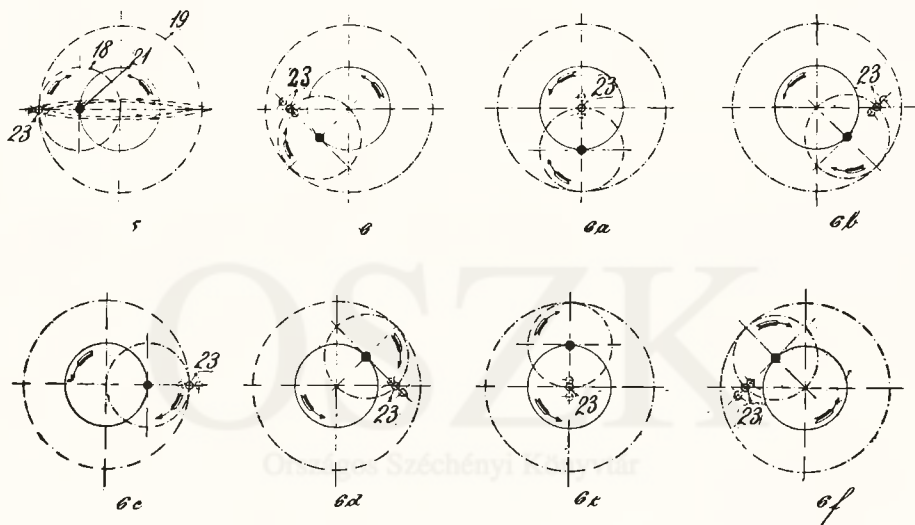 19
18 21
23 23 23 23
5 6 6a 6b
23 23 23 23
6c 6d 6f
OSZK
Országos Széchényi Könyvtár